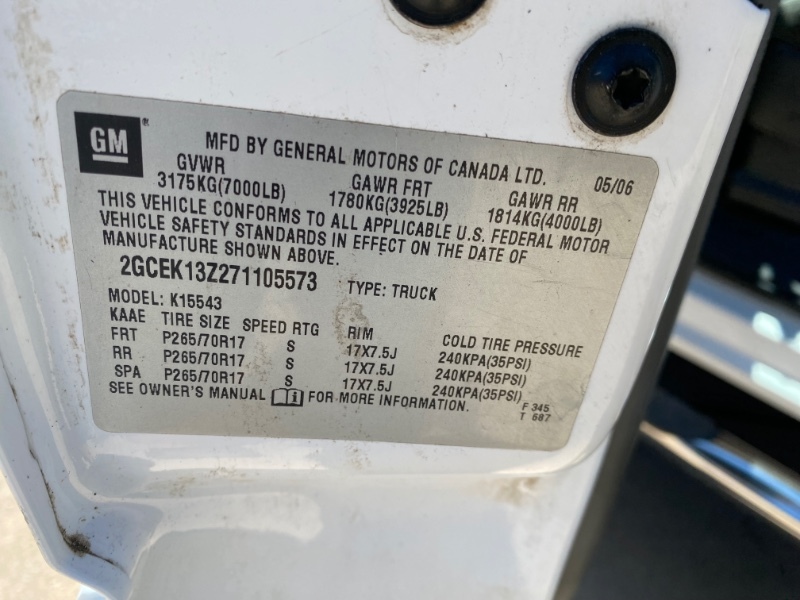 GM
MFD BY GENERAL MOTORS OF CANADA LTD. 05/06
GVWR GAWR FRT GAWR RR
3175KG(7000LB) 1780KG(3925LB) 1814KG(4000LB)
THIS VEHICLE CONFORMS TO ALL APPLICABLE U.S. FEDERAL MOTOR
VEHICLE SAFETY STANDARDS IN EFFECT ON THE DATE OF
MANUFACTURE SHOWN ABOVE.
2GCEK13Z271105573 TYPE: TRUCK
MODEL: K15543
KAAE TIRE SIZE SPEED RTG RIM COLD TIRE PRESSURE
FRT P265/70R17 S 17X7.5J 240KPA(35PSI)
RR P265/70R17 S 17X7.5J 240KPA(35PSI)
SPA P265/70R17 S 17X7.5J 240KPA(35PSI)
SEE OWNER'S MANUAL i FOR MORE INFORMATION.
F 345
T 687